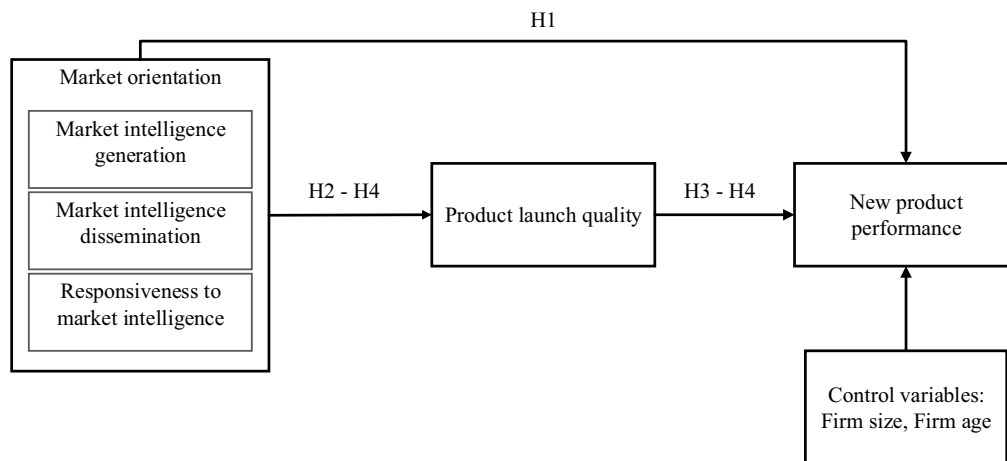 H1
Market orientation
Market intelligence
generation
Market intelligence
dissemination
Responsiveness to
market intelligence
H2 - H4
Product launch quality
H3 - H4
New product
performance
Control variables:
Firm size, Firm age